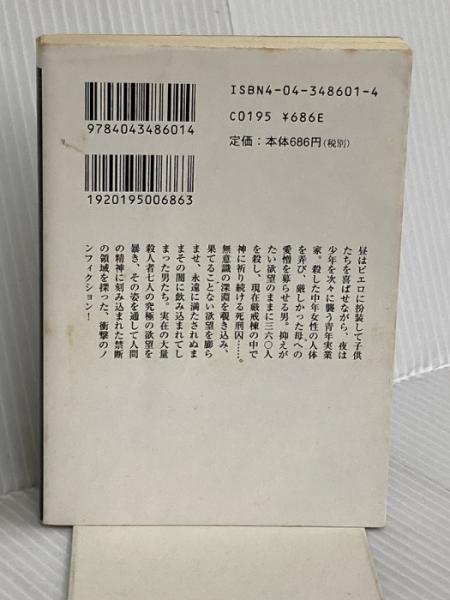 ISBN4-04-348601-4
C0195 ¥686E
定価：本体686円(税別)
9784043486014
1920195006863
昼はピエロに扮装して子供
たちを喜ばせながら、夜は
少年を次々に襲う青年実業
家。殺した中年女性の人体
を弄び、厳しかった母への
愛憎を募らせる男。抑えが
たい欲望のままに三六〇人
を殺し、現在厳戒棟の中で
神に祈り続ける死刑囚……。
無意識の深淵を覗き込み、
果てることない欲望を膨ら
ませ、永遠に満たされぬま
まその闇に飲み込まれてし
まった男たち。実在の大量
殺人者七人の究極の欲望を
暴き、その姿を通して人間
の精神に刻み込まれた禁断
の領域を探った、衝撃のノ
ンフィクション！